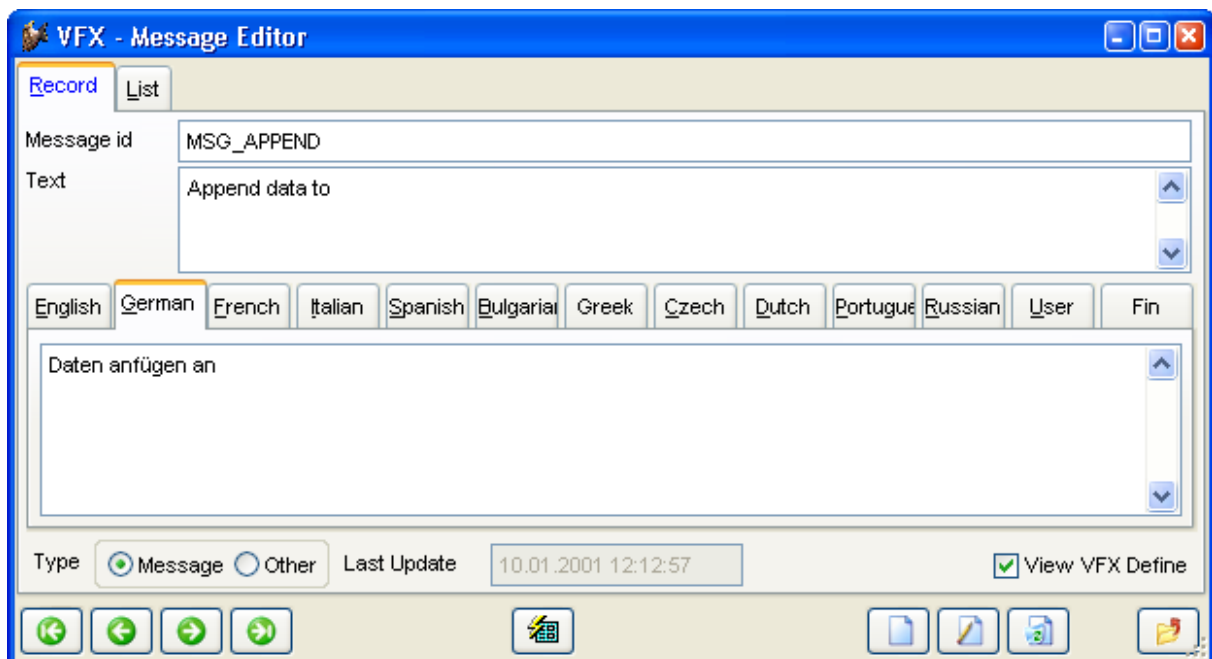 VFX - Message Editor
Record List
Message id MSG_APPEND
Text Append data to
English German French Italian Spanish Bulgarian Greek Czech Dutch Portugue Russian User Fin
Daten anfügen an
Type Message Other Last Update 10.01.2001 12:12:57 View VFX Define